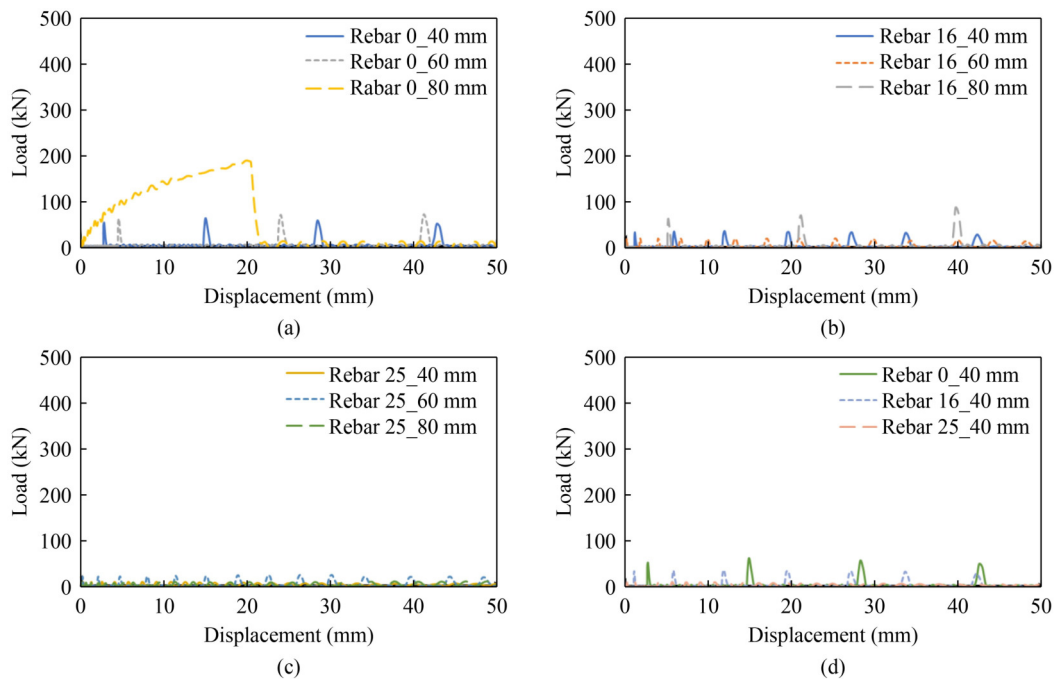 500
400
300
200
100
0
Load (kN)
Rebar 0_40 mm
Rebar 0_60 mm
Rabar 0_80 mm
0 10 20 30 40 50
Displacement (mm)
(a)
500
400
300
200
100
0
Load (kN)
Rebar 16_40 mm
Rebar 16_60 mm
Rebar 16_80 mm
0 10 20 30 40 50
Displacement (mm)
(b)
500
400
300
200
100
0
Load (kN)
Rebar 25_40 mm
Rebar 25_60 mm
Rebar 25_80 mm
0 10 20 30 40 50
Displacement (mm)
(c)
500
400
300
200
100
0
Load (kN)
Rebar 0_40 mm
Rebar 16_40 mm
Rebar 25_40 mm
0 10 20 30 40 50
Displacement (mm)
(d)